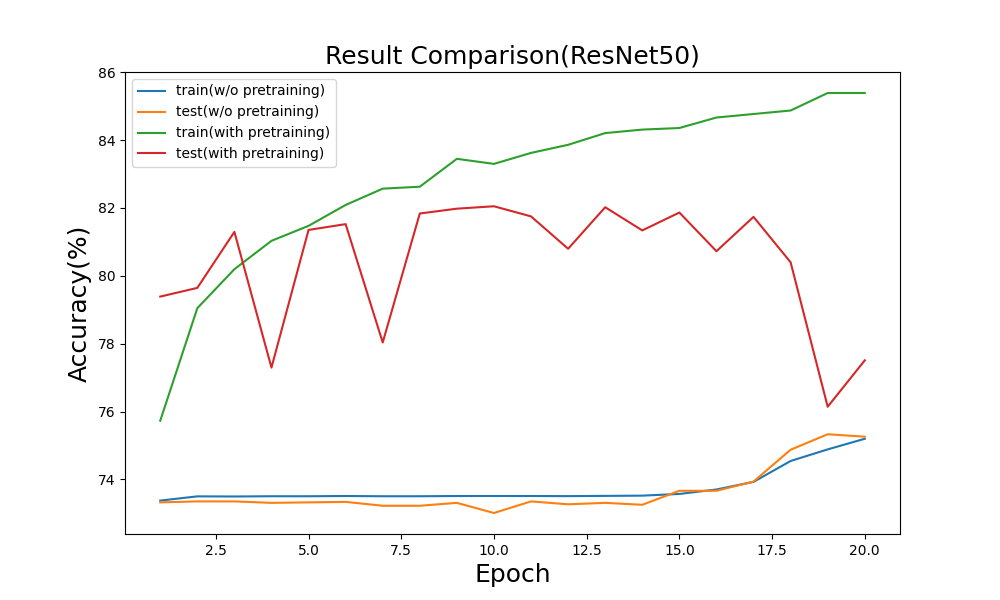 Result Comparison(ResNet50)
train(w/o pretraining)
test(w/o pretraining)
train(with pretraining)
test(with pretraining)
Accuracy(%)
86
84
82
80
78
76
74
2.5 5.0 7.5 10.0 12.5 15.0 17.5 20.0
Epoch